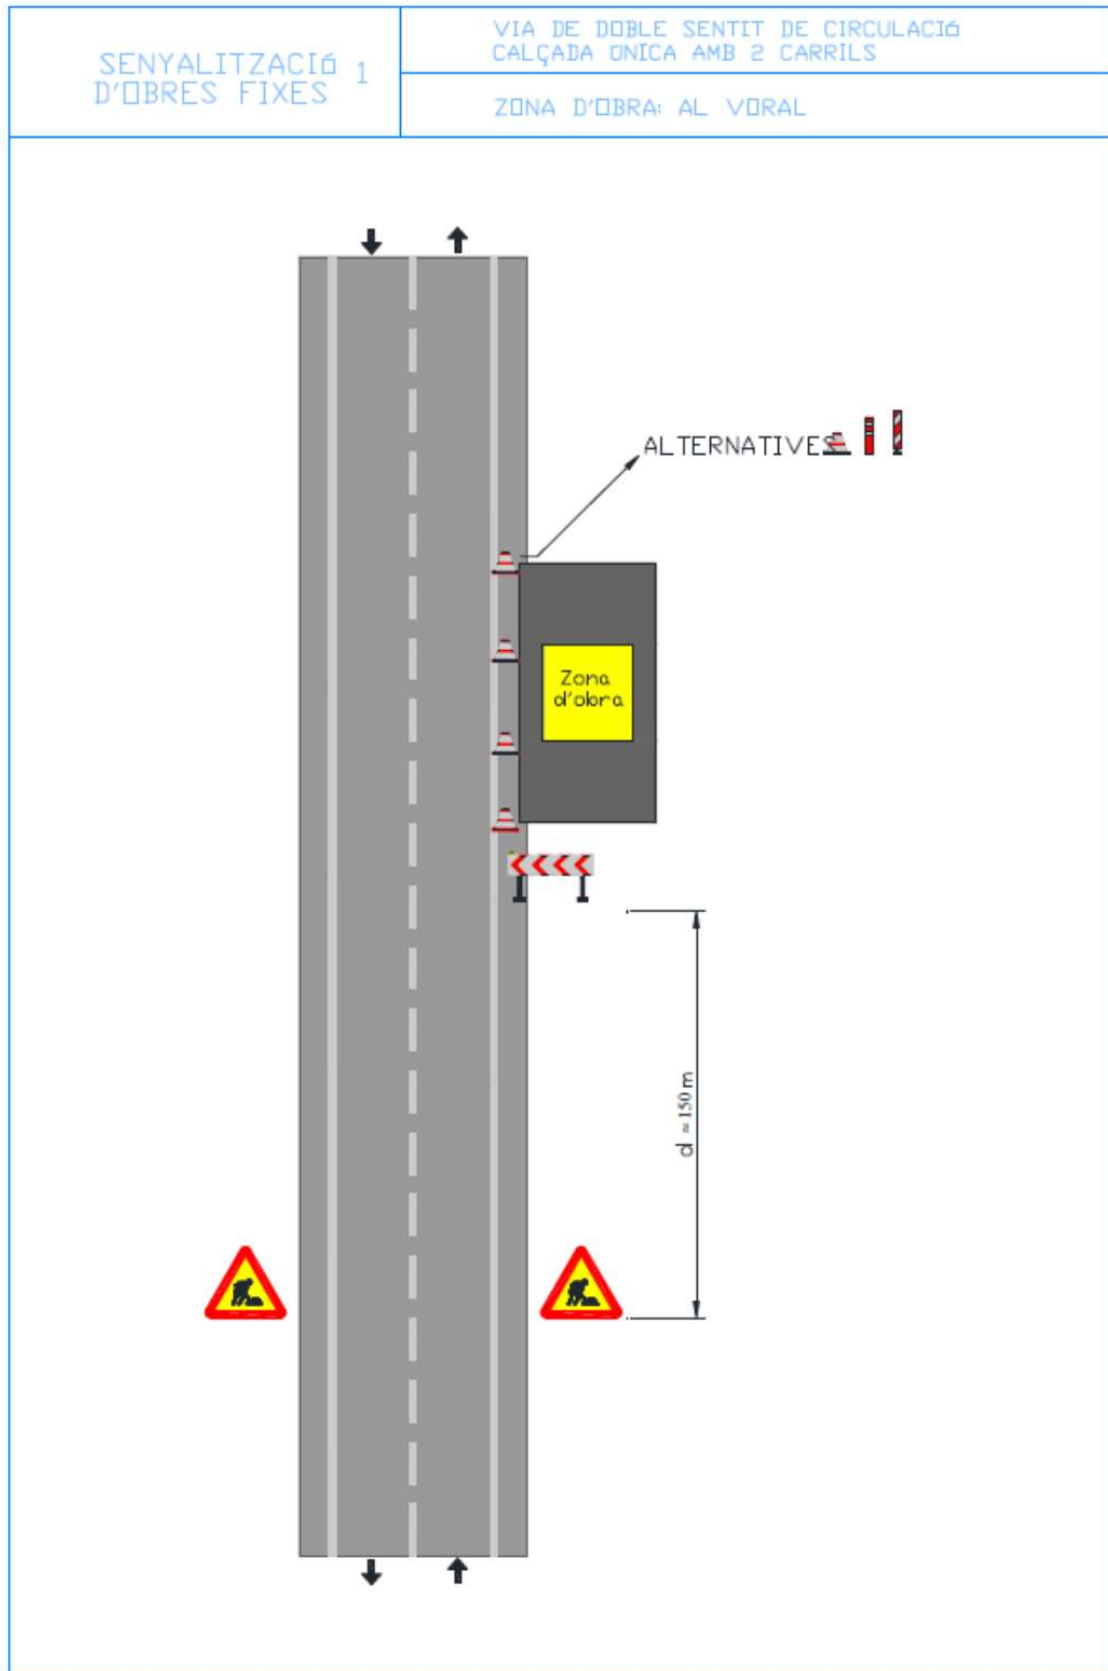 SENYALITZACIó 1
D'OBRES FIXES
VIA DE DOBLE SENTIT DE CIRCULACIó
CALÇADA ÚNICA AMB 2 CARRILS
ZONA D'OBRA: AL VORAL
ALTERNATIVES
Zona
d'obra
d ≈ 150 m